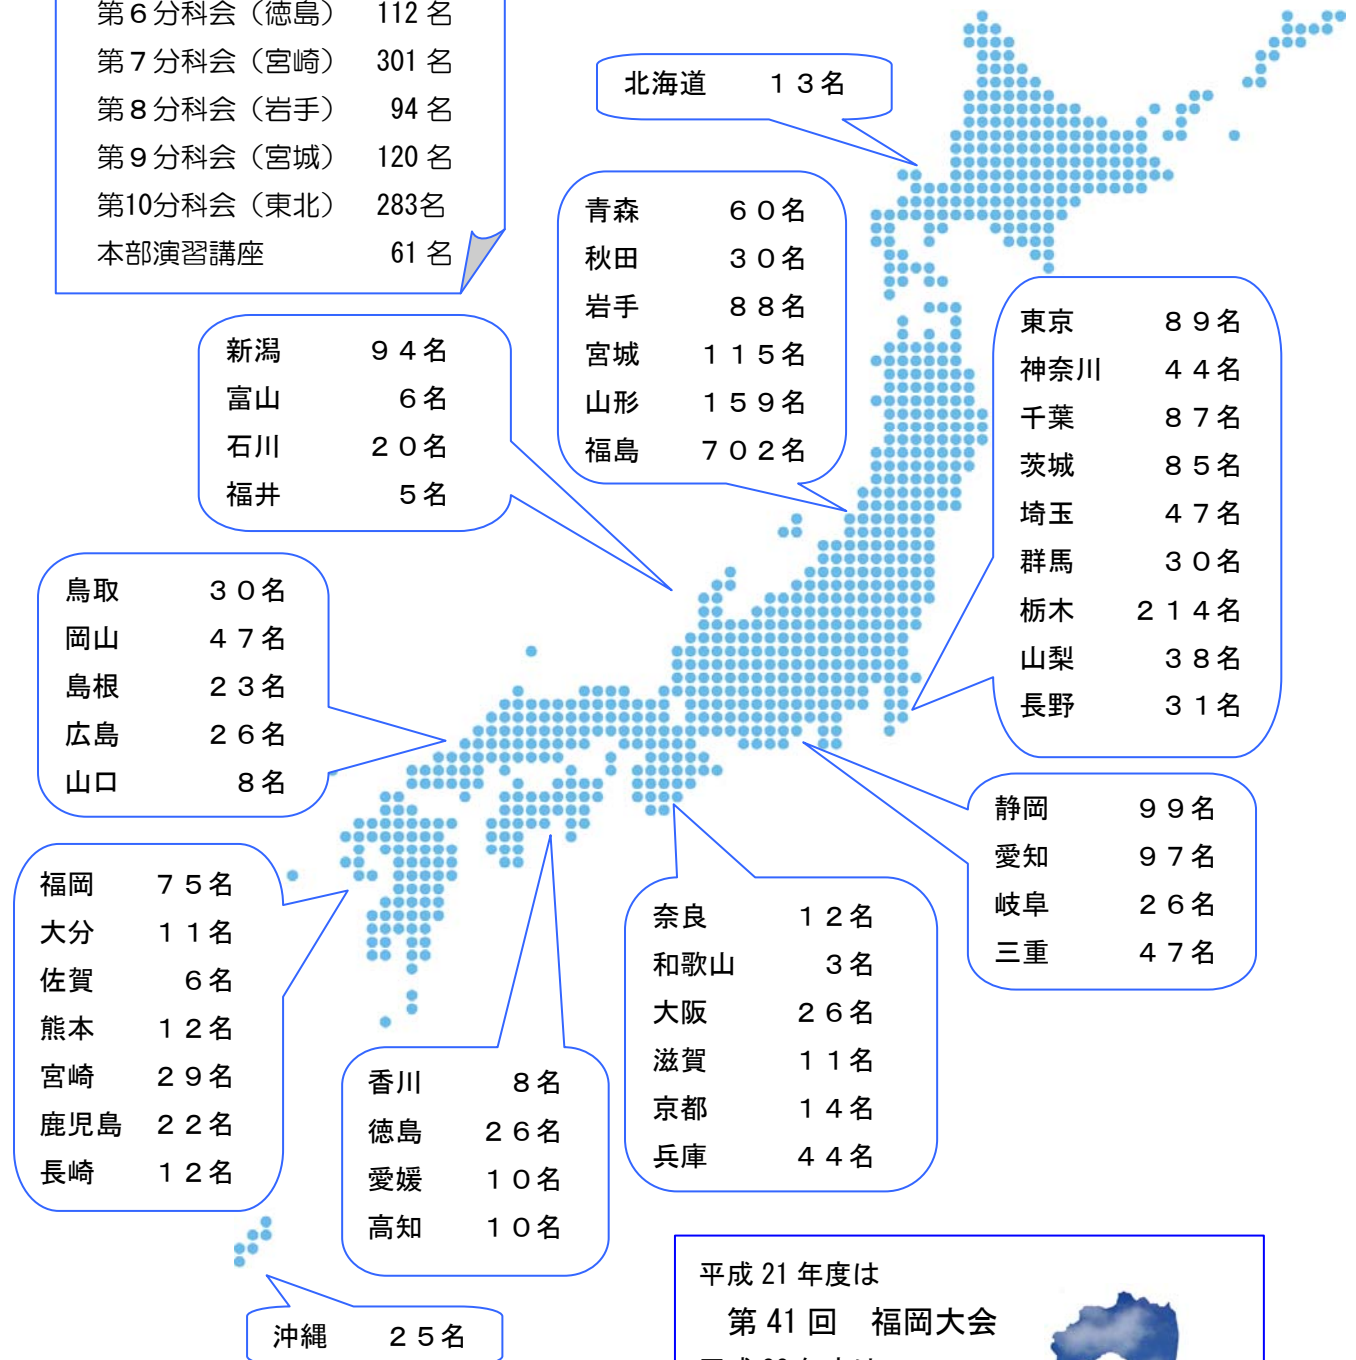 第６分科会（徳島）　112 名
第７分科会（宮崎）　301 名
第８分科会（岩手）　94 名
第９分科会（宮城）　120 名
第10分科会（東北）　283名
本部演習講座　61 名
北海道　１３名
青森　６０名
秋田　３０名
岩手　８８名
宮城　１１５名
山形　１５９名
福島　７０２名
新潟　９４名
富山　６名
石川　２０名
福井　５名
東京　８９名
神奈川　４４名
千葉　８７名
茨城　８５名
埼玉　４７名
群馬　３０名
栃木　２１４名
山梨　３８名
長野　３１名
鳥取　３０名
岡山　４７名
島根　２３名
広島　２６名
山口　８名
静岡　９９名
愛知　９７名
岐阜　２６名
三重　４７名
福岡　７５名
大分　１１名
佐賀　６名
熊本　１２名
宮崎　２９名
鹿児島　２２名
長崎　１２名
奈良　１２名
和歌山　３名
大阪　２６名
滋賀　１１名
京都　１４名
兵庫　４４名
香川　８名
徳島　２６名
愛媛　１０名
高知　１０名
沖縄　２５名
平成 21 年度は
第 41 回　福岡大会